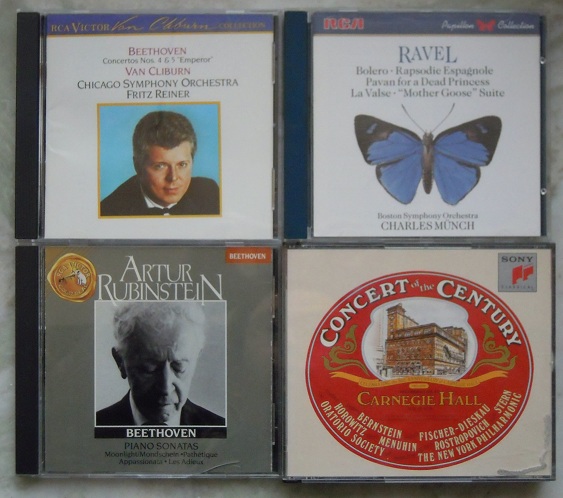 RCA VICTOR Van Cliburn COLLECTION
BEETHOVEN
Concertos Nos. 4 & 5 "Emperor"
VAN CLIBURN
CHICAGO SYMPHONY ORCHESTRA
FRITZ REINER
RCA Papillon Collection
RAVEL
Bolero · Rapsodie Espagnole
Pavan for a Dead Princess
La Valse · "Mother Goose" Suite
Boston Symphony Orchestra
CHARLES MÜNCH
BEETHOVEN
ARTUR
RUBINSTEIN
BEETHOVEN
PIANO SONATAS
Moonlight/Mondschein · Pathétique
Appassionata · Les Adieux
SONY
CLASSICAL
CONCERT of the CENTURY
CARNEGIE HALL
BERNSTEIN
FISCHER-DIESKAU
HOROWITZ
MENUHIN
ROSTROPOVICH
STERN
ORATORIO SOCIETY
THE NEW YORK PHILHARMONIC